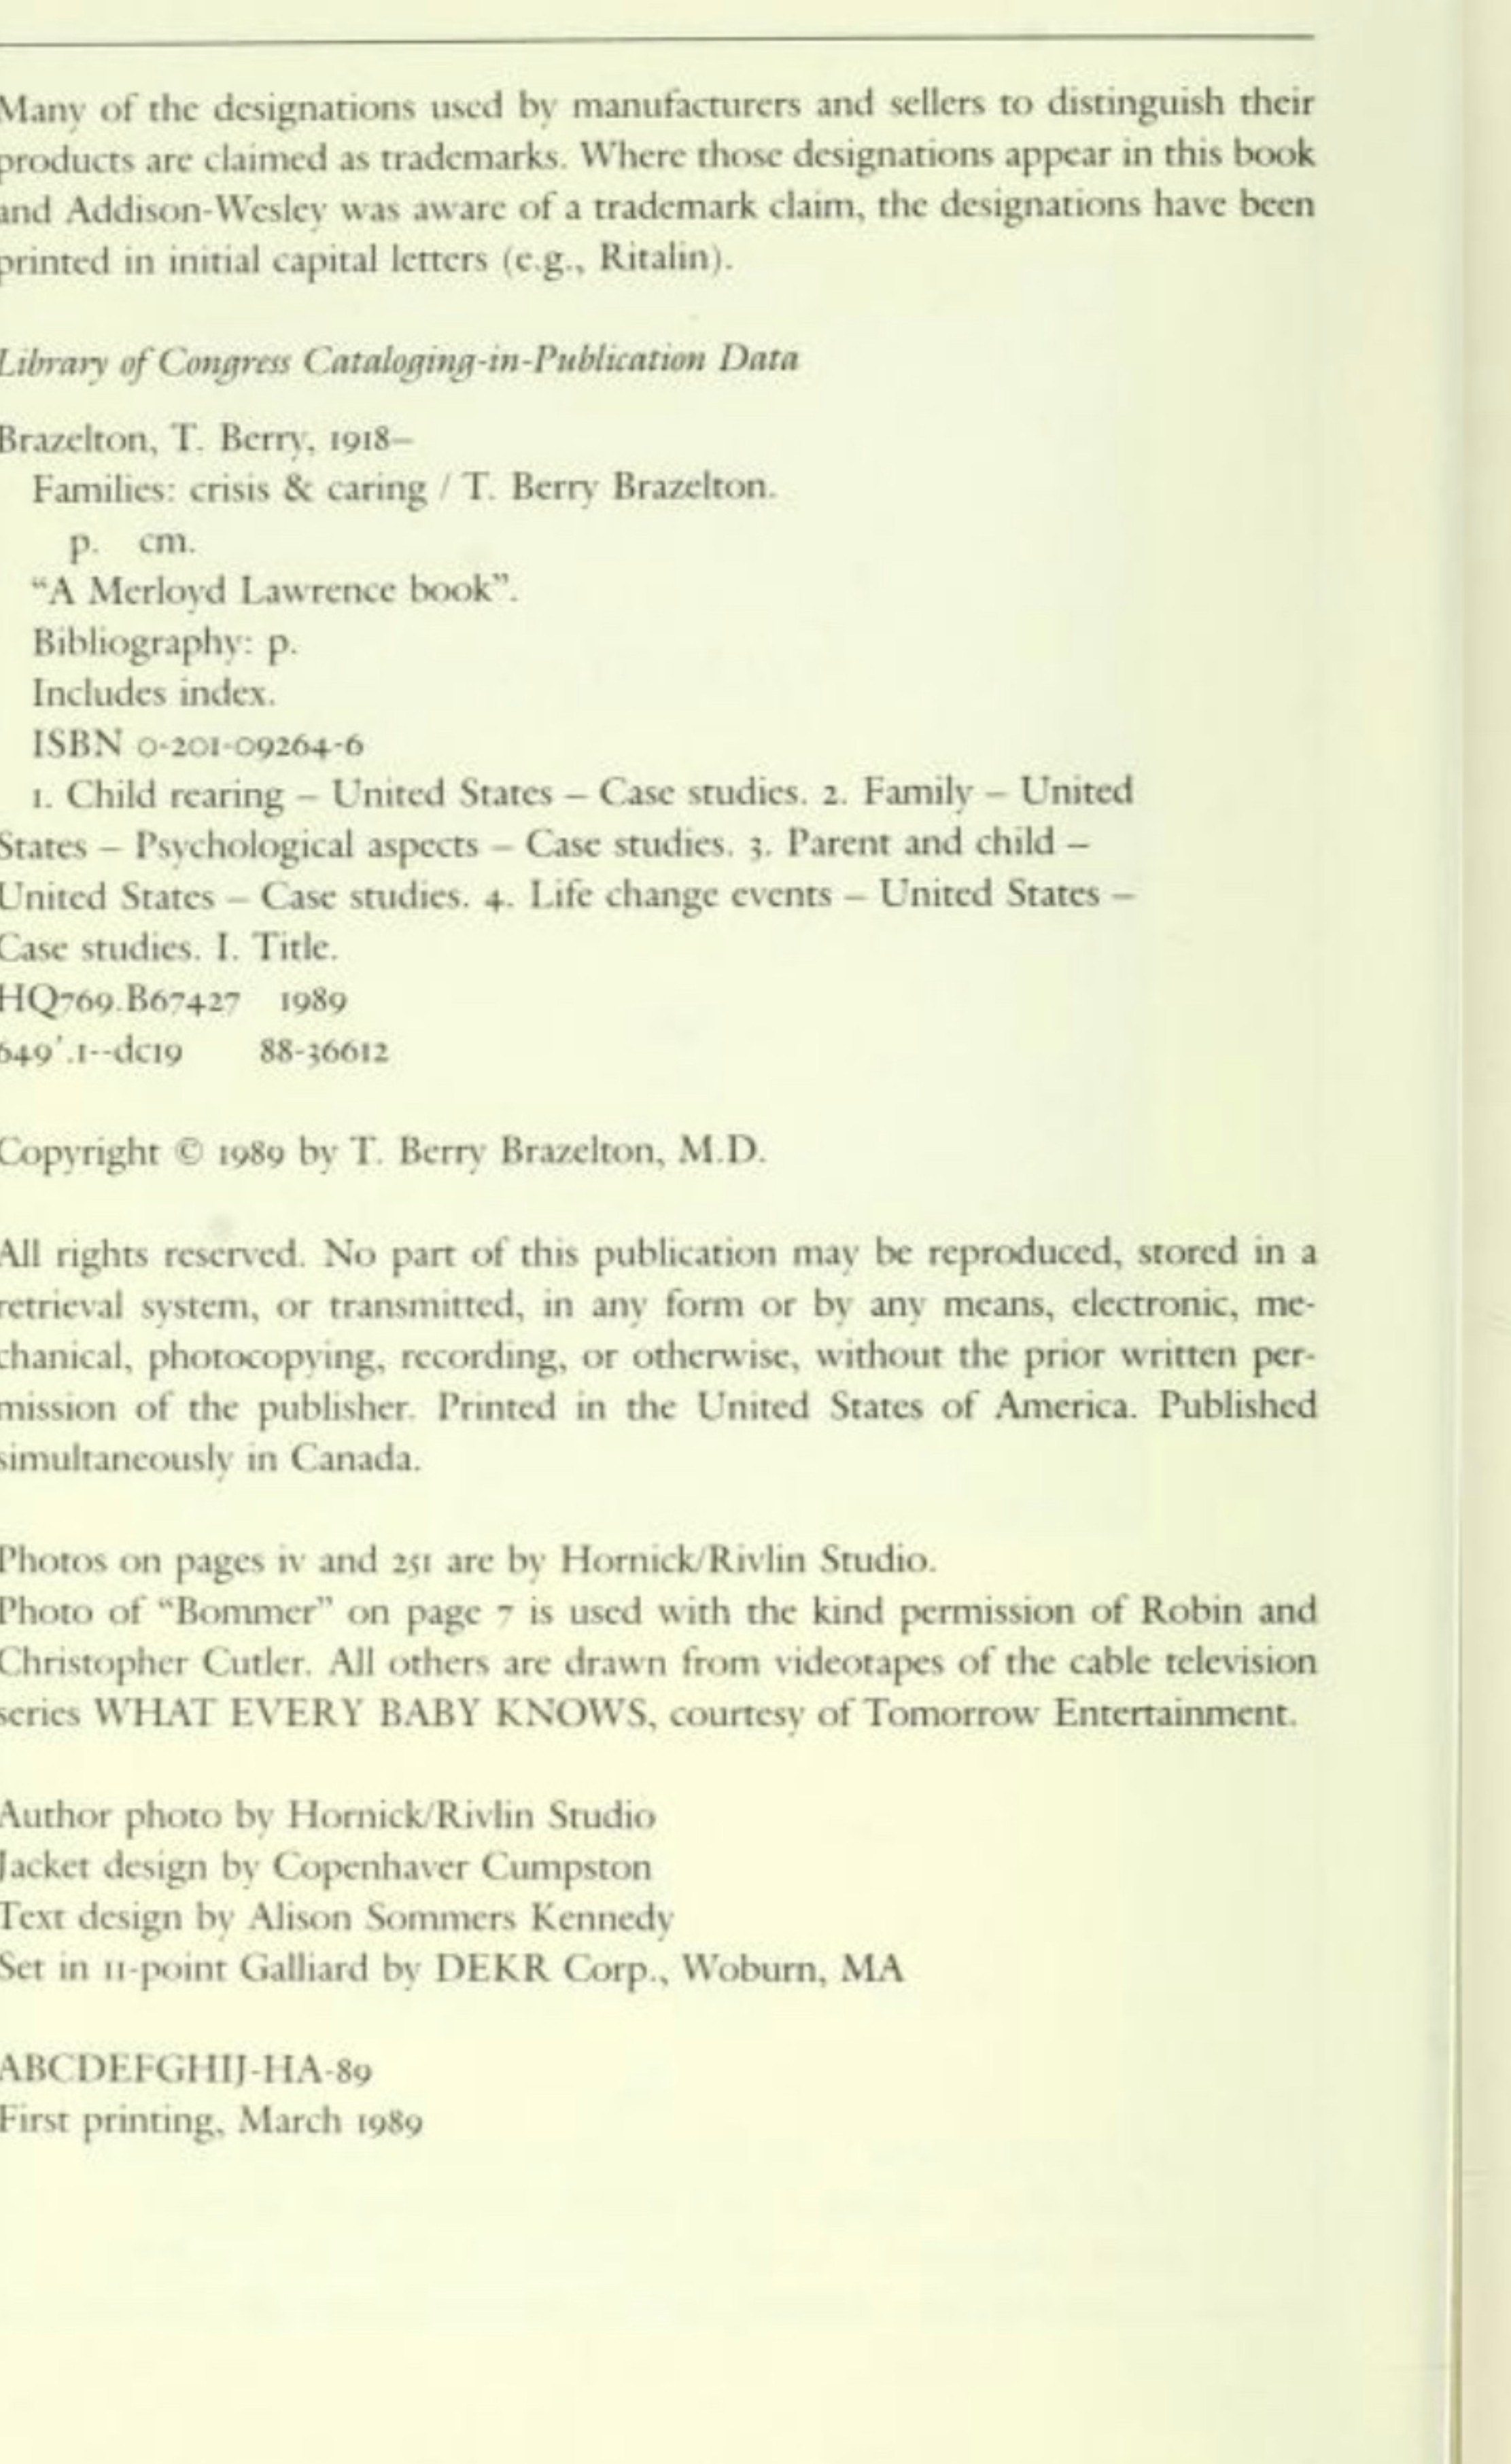 Many of the designations used by manufacturers and sellers to distinguish their
products are claimed as trademarks. Where those designations appear in this book
and Addison-Wesley was aware of a trademark claim, the designations have been
printed in initial capital letters (e.g., Ritalin).
Library of Congress Cataloging-in-Publication Data
Brazelton, T. Berry, 1918–
Families: crisis & caring / T. Berry Brazelton.
p. cm.
“A Merloyd Lawrence book”.
Bibliography: p.
Includes index.
ISBN 0-201-09264-6
1. Child rearing – United States – Case studies. 2. Family – United
States – Psychological aspects – Case studies. 3. Parent and child –
United States – Case studies. 4. Life change events – United States –
Case studies. I. Title.
HQ769.B67427 1989
649'.1--dc19 88-36612
Copyright © 1989 by T. Berry Brazelton, M.D.
All rights reserved. No part of this publication may be reproduced, stored in a
retrieval system, or transmitted, in any form or by any means, electronic, me-
chanical, photocopying, recording, or otherwise, without the prior written per-
mission of the publisher. Printed in the United States of America. Published
simultaneously in Canada.
Photos on pages iv and 251 are by Hornick/Rivlin Studio.
Photo of “Bommer” on page 7 is used with the kind permission of Robin and
Christopher Cutler. All others are drawn from videotapes of the cable television
series WHAT EVERY BABY KNOWS, courtesy of Tomorrow Entertainment.
Author photo by Hornick/Rivlin Studio
Jacket design by Copenhaver Cumpston
Text design by Alison Sommers Kennedy
Set in 11-point Galliard by DEKR Corp., Woburn, MA
ABCDEFGHIJ-HA-89
First printing, March 1989